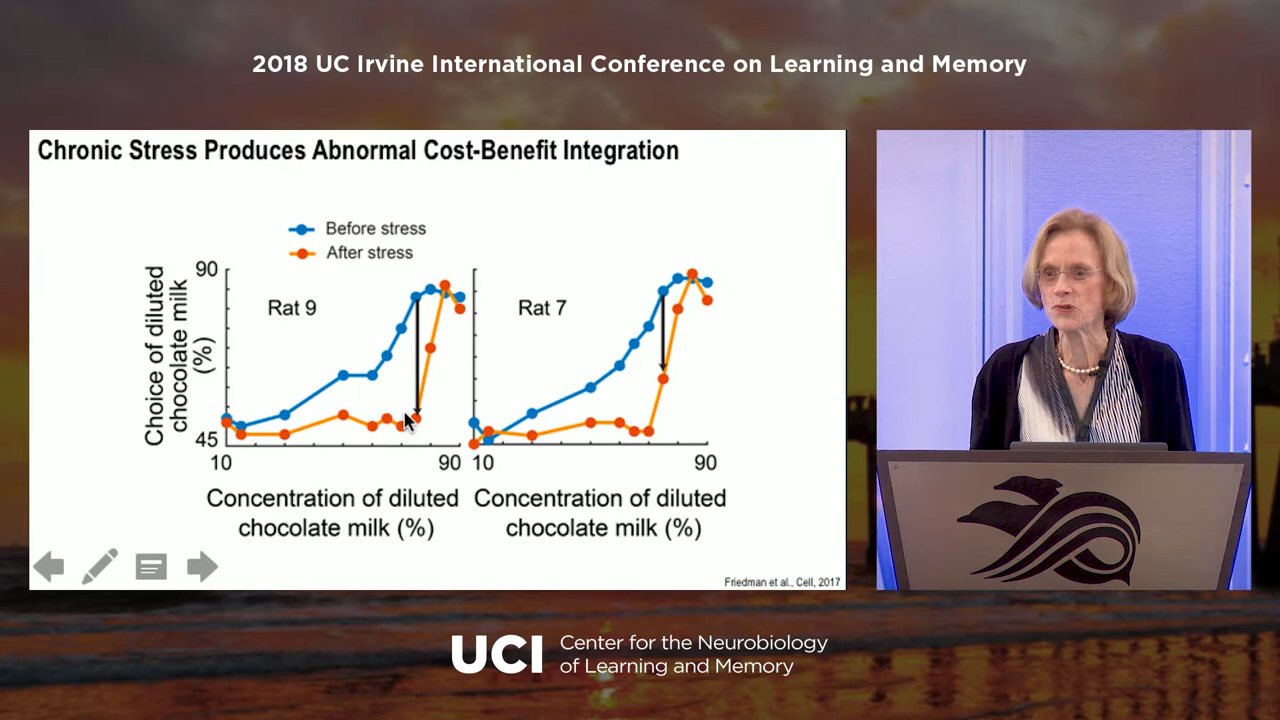 2018 UC Irvine International Conference on Learning and Memory
Chronic Stress Produces Abnormal Cost-Benefit Integration
Before stress
After stress
Choice of diluted
chocolate milk
(%)
90
45
Rat 9
10
90
Concentration of diluted
chocolate milk (%)
Rat 7
10
90
Concentration of diluted
chocolate milk (%)
Friedman et al., Cell, 2017
UCI
Center for the Neurobiology
of Learning and Memory